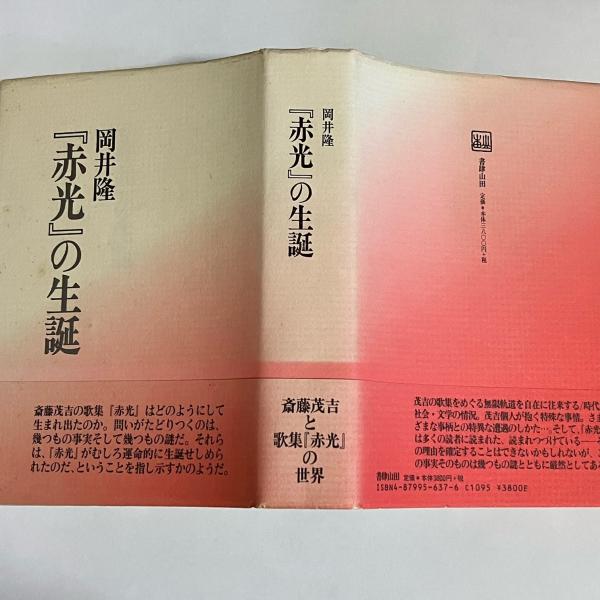 岡井隆
『赤光』の生誕
斎藤茂吉の歌集『赤光』はどのようにして
生まれ出たのか。問いがたどりつくのは、
幾つもの事実そして幾つもの謎だ。それら
は、「赤光」がむしろ運命的に生誕せしめら
れたのだ、ということを指し示すかのようだ。
岡井隆
『赤光』の生誕
斎藤茂吉
と
歌集『赤光』
の
世界
書肆山田
定価*本体三八〇〇円+税
茂吉の歌集をめぐる無限軌道を自在に往来する/時代
社会・文学の情況。茂吉個人が抱く特殊な事情。さま
ざまな事柄との特異な遭遇のしかた…。そして、「赤光
は多くの読者に読まれ、読まれつづけている――
の理由を確定することはできないかもしれないが、こ
の事実そのものは幾つもの謎とともに厳然としてある
書肆山田 定価*本体3800円+税
ISBN4-87995-637-6 C1095 ¥3800E